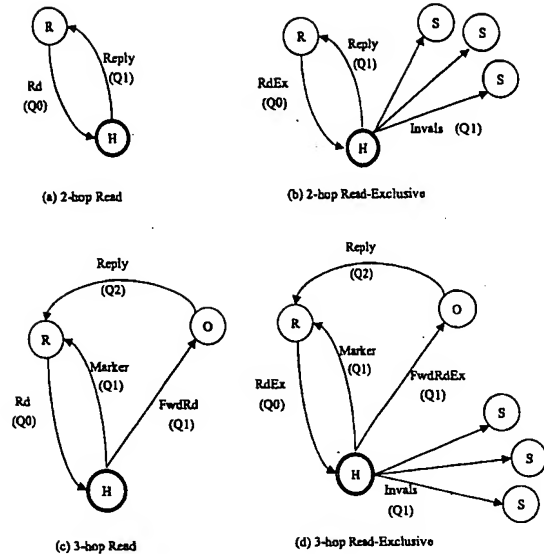 R
Reply
(Q1)
Rd
(Q0)
H
(a) 2-hop Read
R
Reply
(Q1)
RdEx
(Q0)
H
S
S
S
Invals (Q1)
(b) 2-hop Read-Exclusive
Reply
(Q2)
R
O
Marker
(Q1)
Rd
(Q0)
FwdRd
(Q1)
H
(c) 3-hop Read
Reply
(Q2)
R
O
Marker
(Q1)
RdEx
(Q0)
FwdRdEx
(Q1)
H
S
S
S
Invals
(Q1)
(d) 3-hop Read-Exclusive